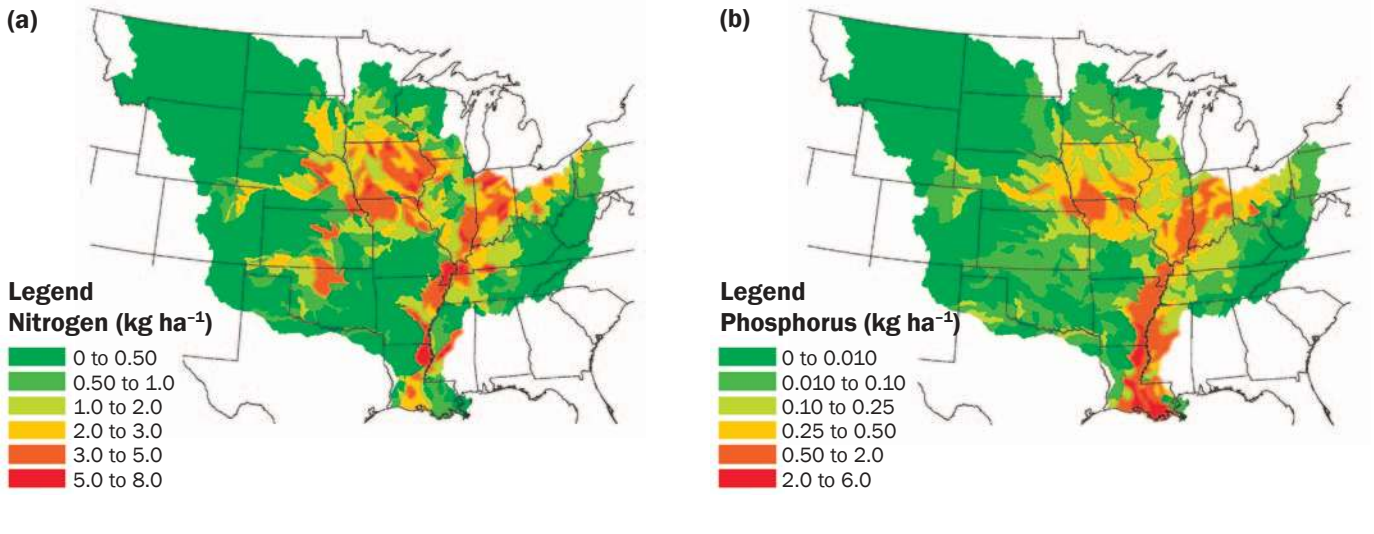 (a)
Legend
Nitrogen (kg ha⁻¹)
0 to 0.50
0.50 to 1.0
1.0 to 2.0
2.0 to 3.0
3.0 to 5.0
5.0 to 8.0
(b)
Legend
Phosphorus (kg ha⁻¹)
0 to 0.010
0.010 to 0.10
0.10 to 0.25
0.25 to 0.50
0.50 to 2.0
2.0 to 6.0